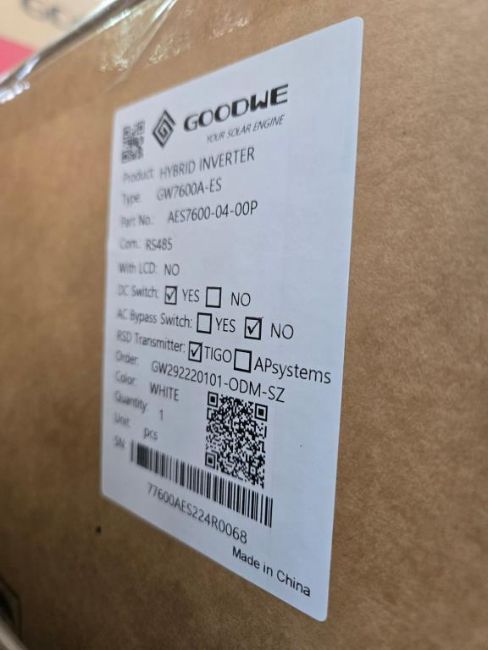 GOODWE
YOUR SOLAR ENGINE
Product: HYBRID INVERTER
Type: GW7600A-ES
Part No.: AES7600-04-00P
Com.: RS485
With LCD: NO
DC Switch: ☑ YES ☐ NO
AC Bypass Switch: ☐ YES ☑ NO
RSD Transmitter: ☑ TIGO ☐ APsystems
Order: GW292220101-ODM-SZ
Color: WHITE
Quantity: 1
Unit: pcs
SN:
77600AES224R0068
Made in China